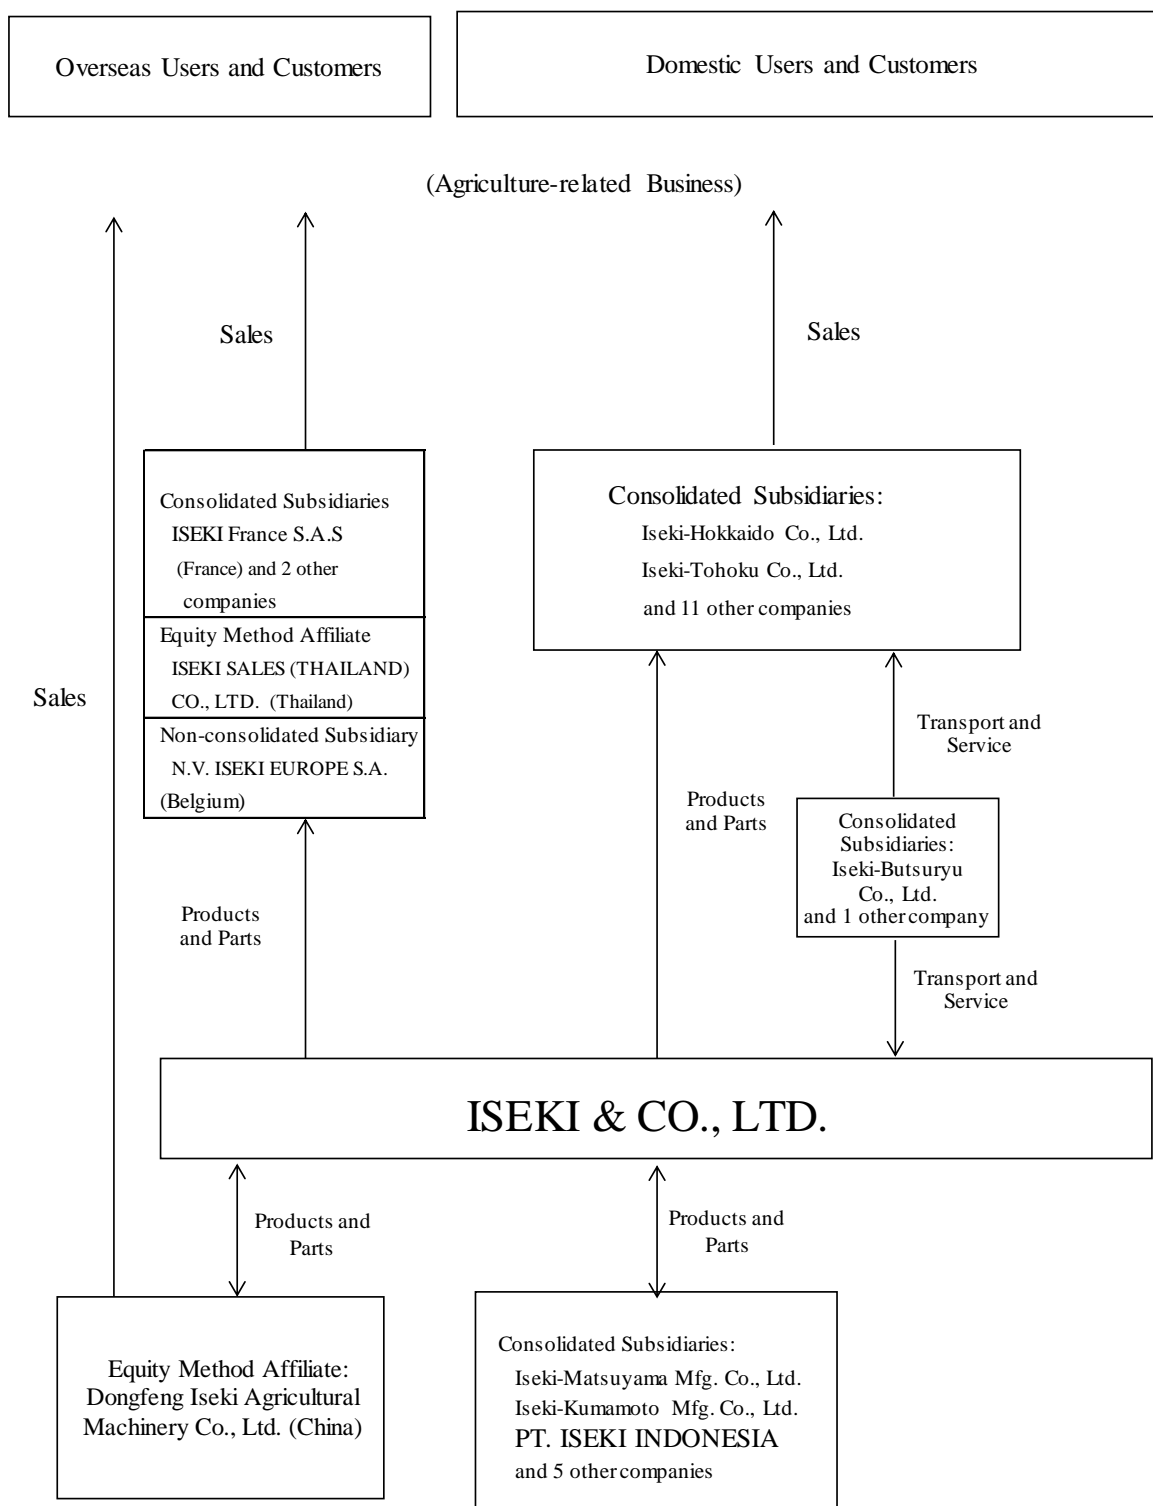 Overseas Users and Customers
Domestic Users and Customers
(Agriculture-related Business)
Sales
Sales
Consolidated Subsidiaries
ISEKI France S.A.S
(France) and 2 other
companies
Equity Method Affiliate
ISEKI SALES (THAILAND)
CO., LTD. (Thailand)
Non-consolidated Subsidiary
N.V. ISEKI EUROPE S.A.
(Belgium)
Consolidated Subsidiaries:
Iseki-Hokkaido Co., Ltd.
Iseki-Tohoku Co., Ltd.
and 11 other companies
Sales
Transport and
Service
Products
and Parts
Consolidated
Subsidiaries:
Iseki-Butsuryu
Co., Ltd.
and 1 other company
Products
and Parts
Transport and
Service
ISEKI & CO., LTD.
Products and
Parts
Products and
Parts
Equity Method Affiliate:
Dongfeng Iseki Agricultural
Machinery Co., Ltd. (China)
Consolidated Subsidiaries:
Iseki-Matsuyama Mfg. Co., Ltd.
Iseki-Kumamoto Mfg. Co., Ltd.
PT. ISEKI INDONESIA
and 5 other companies